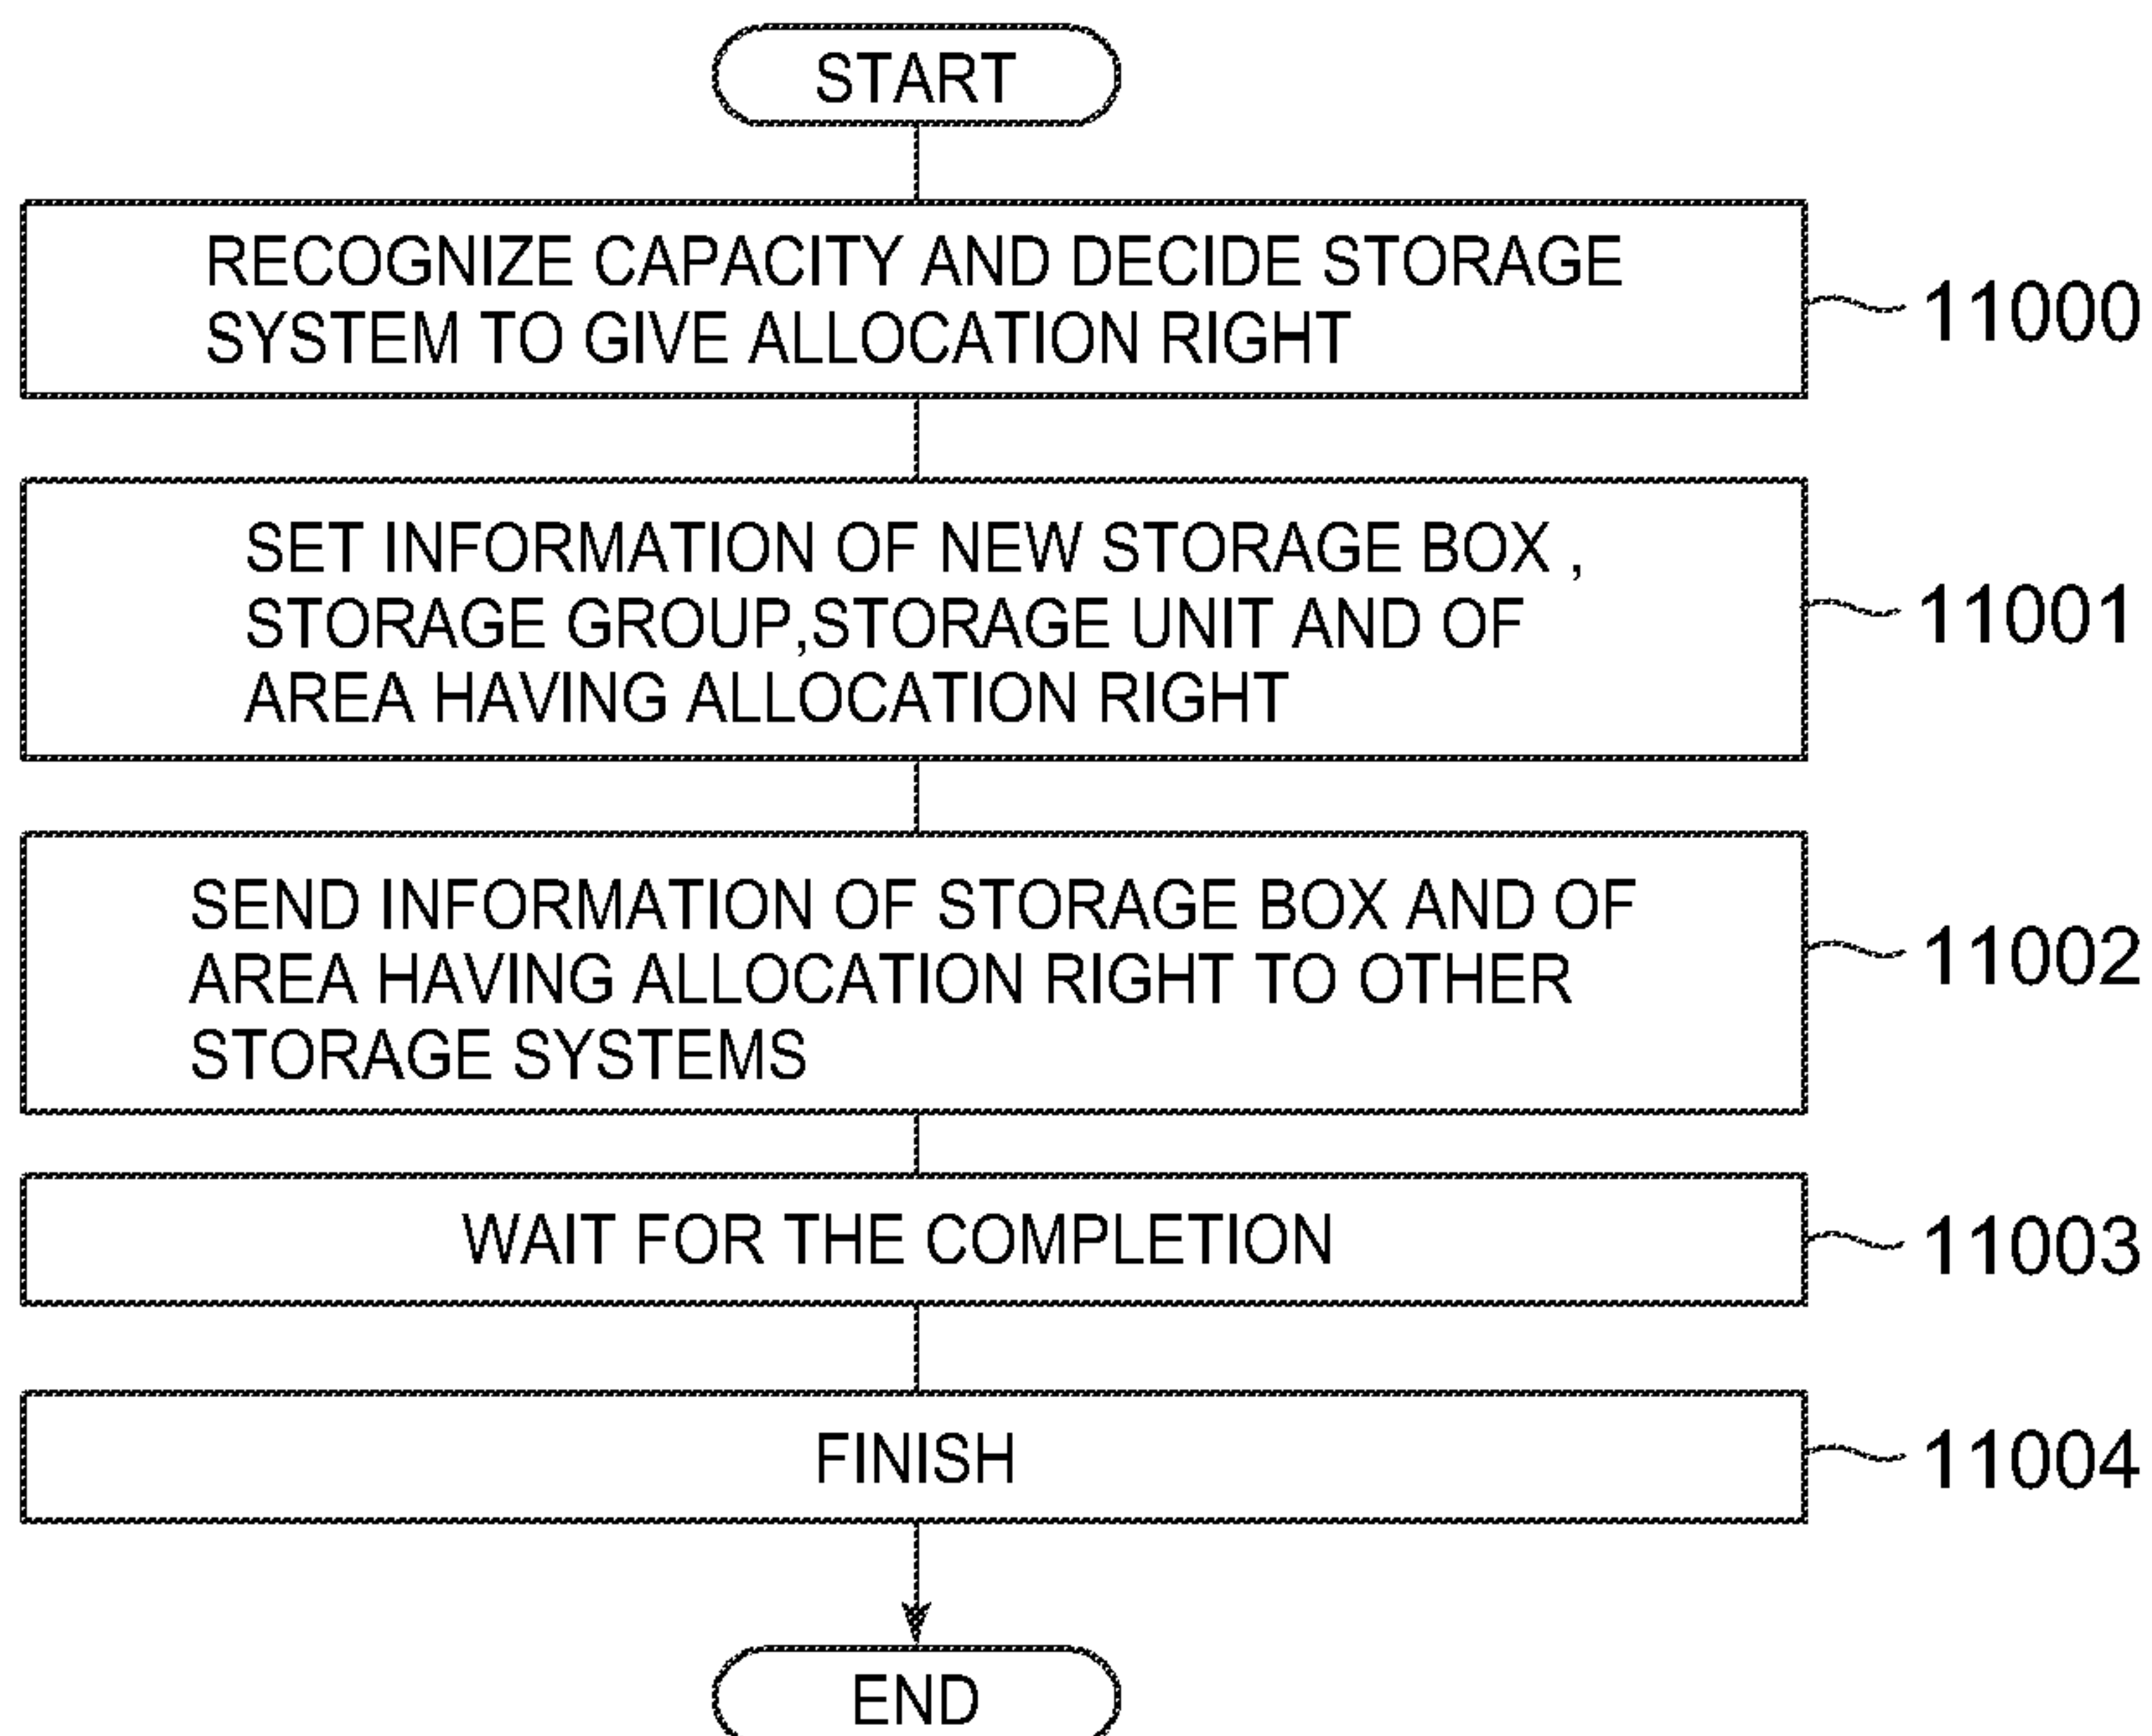 START
RECOGNIZE CAPACITY AND DECIDE STORAGE
SYSTEM TO GIVE ALLOCATION RIGHT
11000
SET INFORMATION OF NEW STORAGE BOX ,
STORAGE GROUP,STORAGE UNIT AND OF
AREA HAVING ALLOCATION RIGHT
11001
SEND INFORMATION OF STORAGE BOX AND OF
AREA HAVING ALLOCATION RIGHT TO OTHER
STORAGE SYSTEMS
11002
WAIT FOR THE COMPLETION
11003
FINISH
11004
END